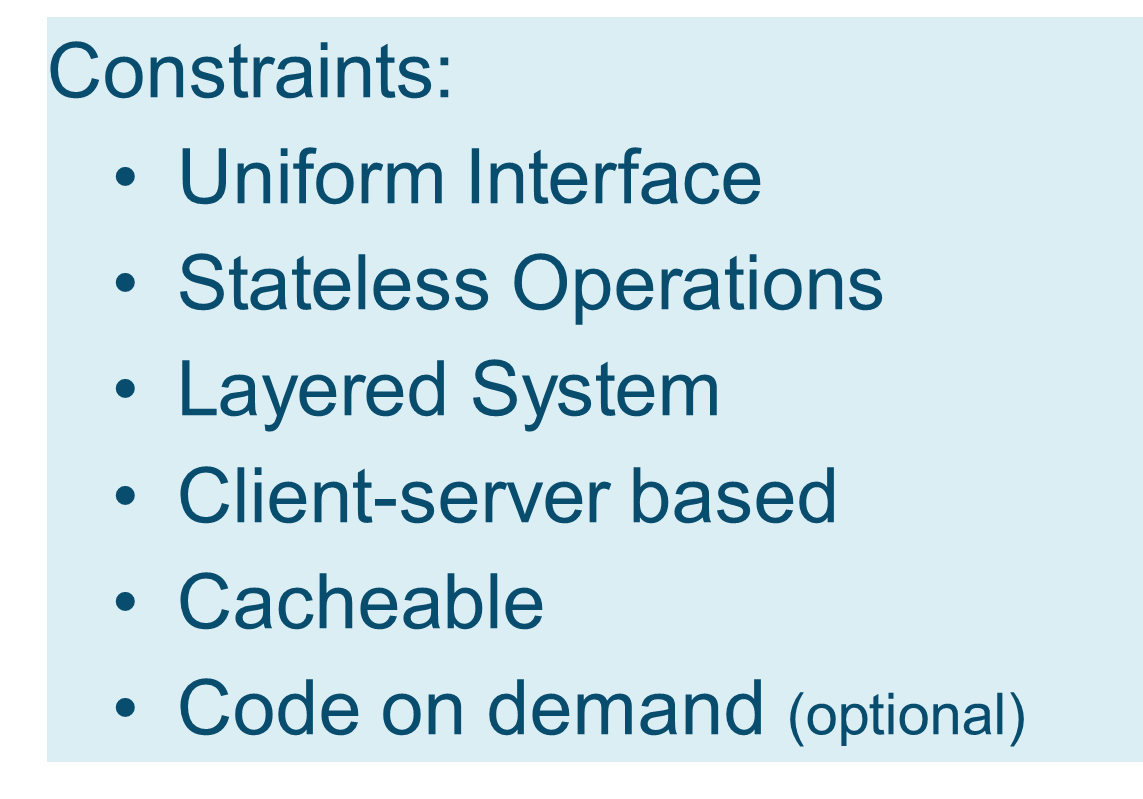 Constraints:
• Uniform Interface
• Stateless Operations
• Layered System
• Client-server based
• Cacheable
• Code on demand (optional)